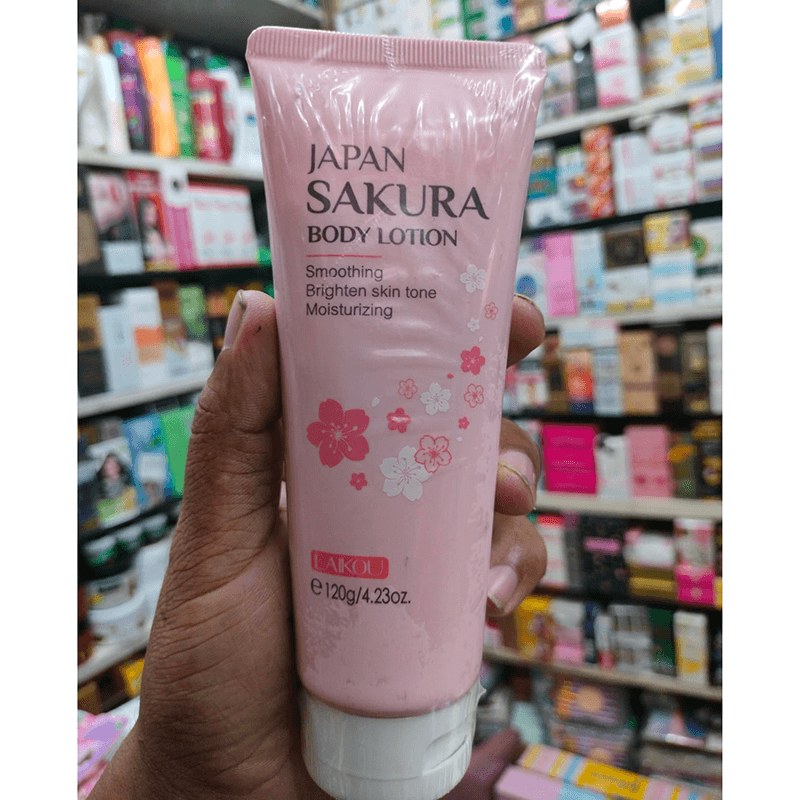 JAPAN
SAKURA
BODY LOTION
Smoothing
Brighten skin tone
Moisturizing
LAIKOU
e120g/4.23oz.